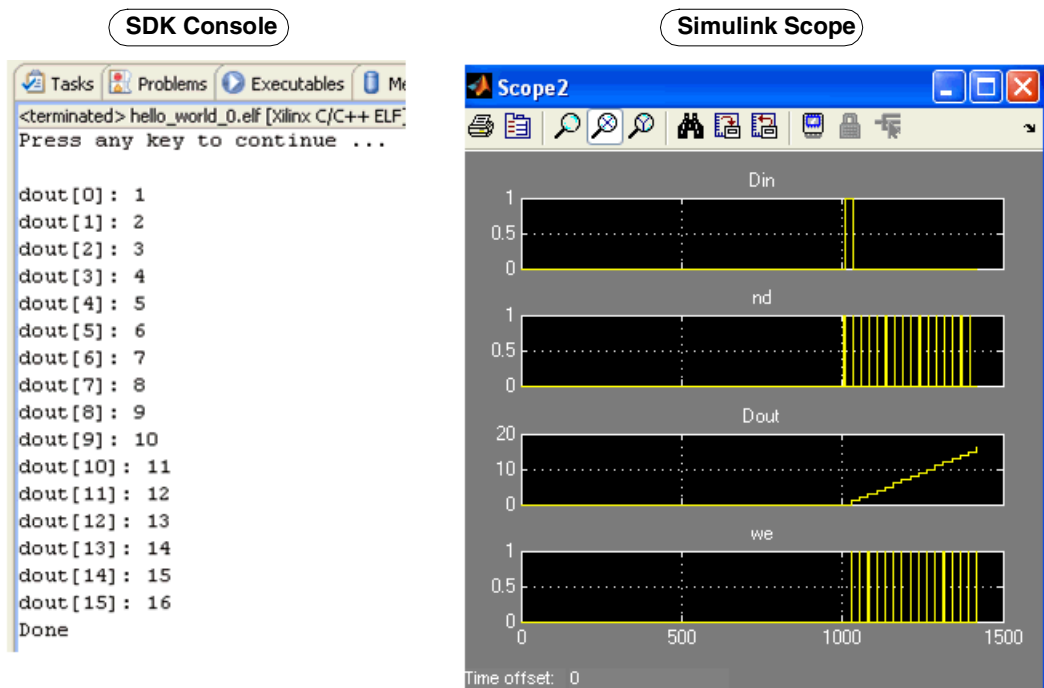 SDK Console
Tasks Problems Executables Me
<terminated> hello_world_0.elf [Xilinx C/C++ ELF]
Press any key to continue ...
dout[0]: 1
dout[1]: 2
dout[2]: 3
dout[3]: 4
dout[4]: 5
dout[5]: 6
dout[6]: 7
dout[7]: 8
dout[8]: 9
dout[9]: 10
dout[10]: 11
dout[11]: 12
dout[12]: 13
dout[13]: 14
dout[14]: 15
dout[15]: 16
Done
Simulink Scope
Scope2
Din
1
0.5
0
nd
1
0.5
0
Dout
20
10
0
we
1
0.5
0
0 500 1000 1500
Time offset: 0